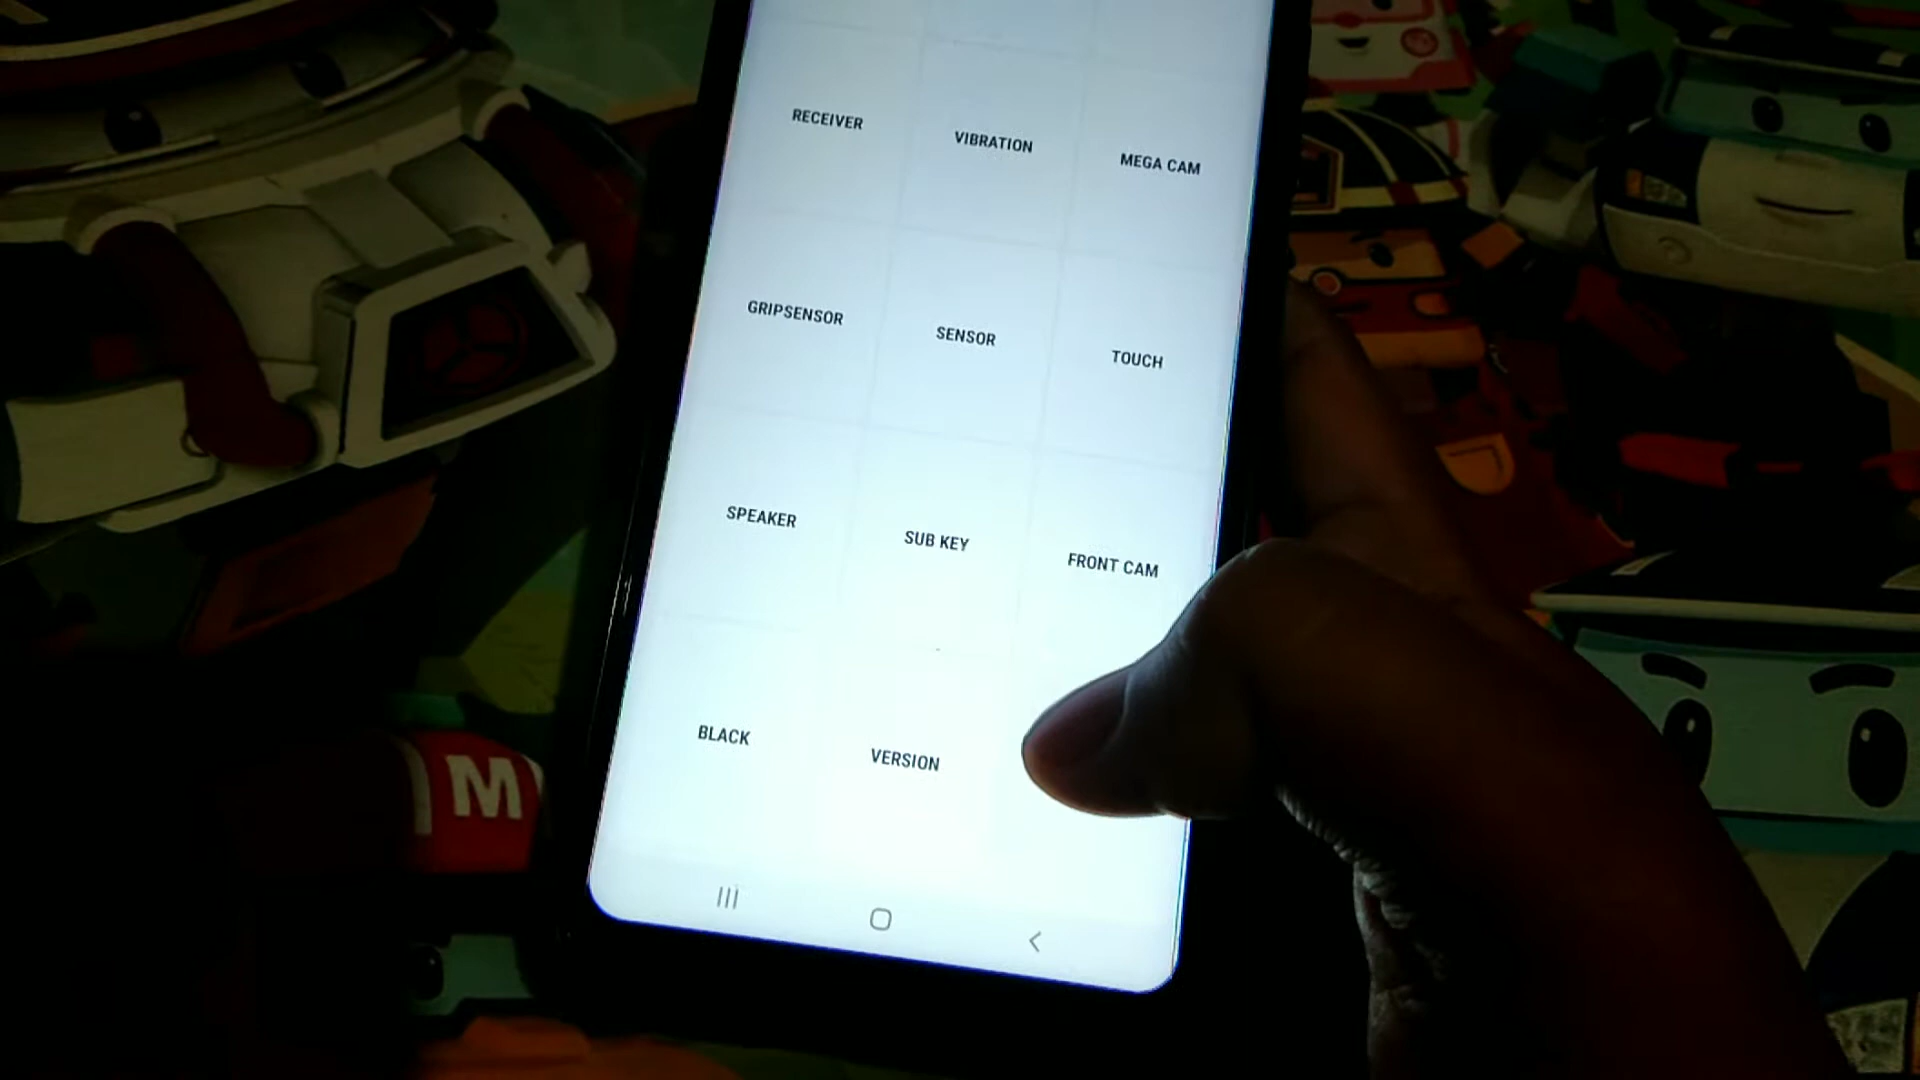 RECEIVER
VIBRATION
MEGA CAM
GRIPSENSOR
SENSOR
TOUCH
SPEAKER
SUB KEY
FRONT CAM
BLACK
VERSION
M